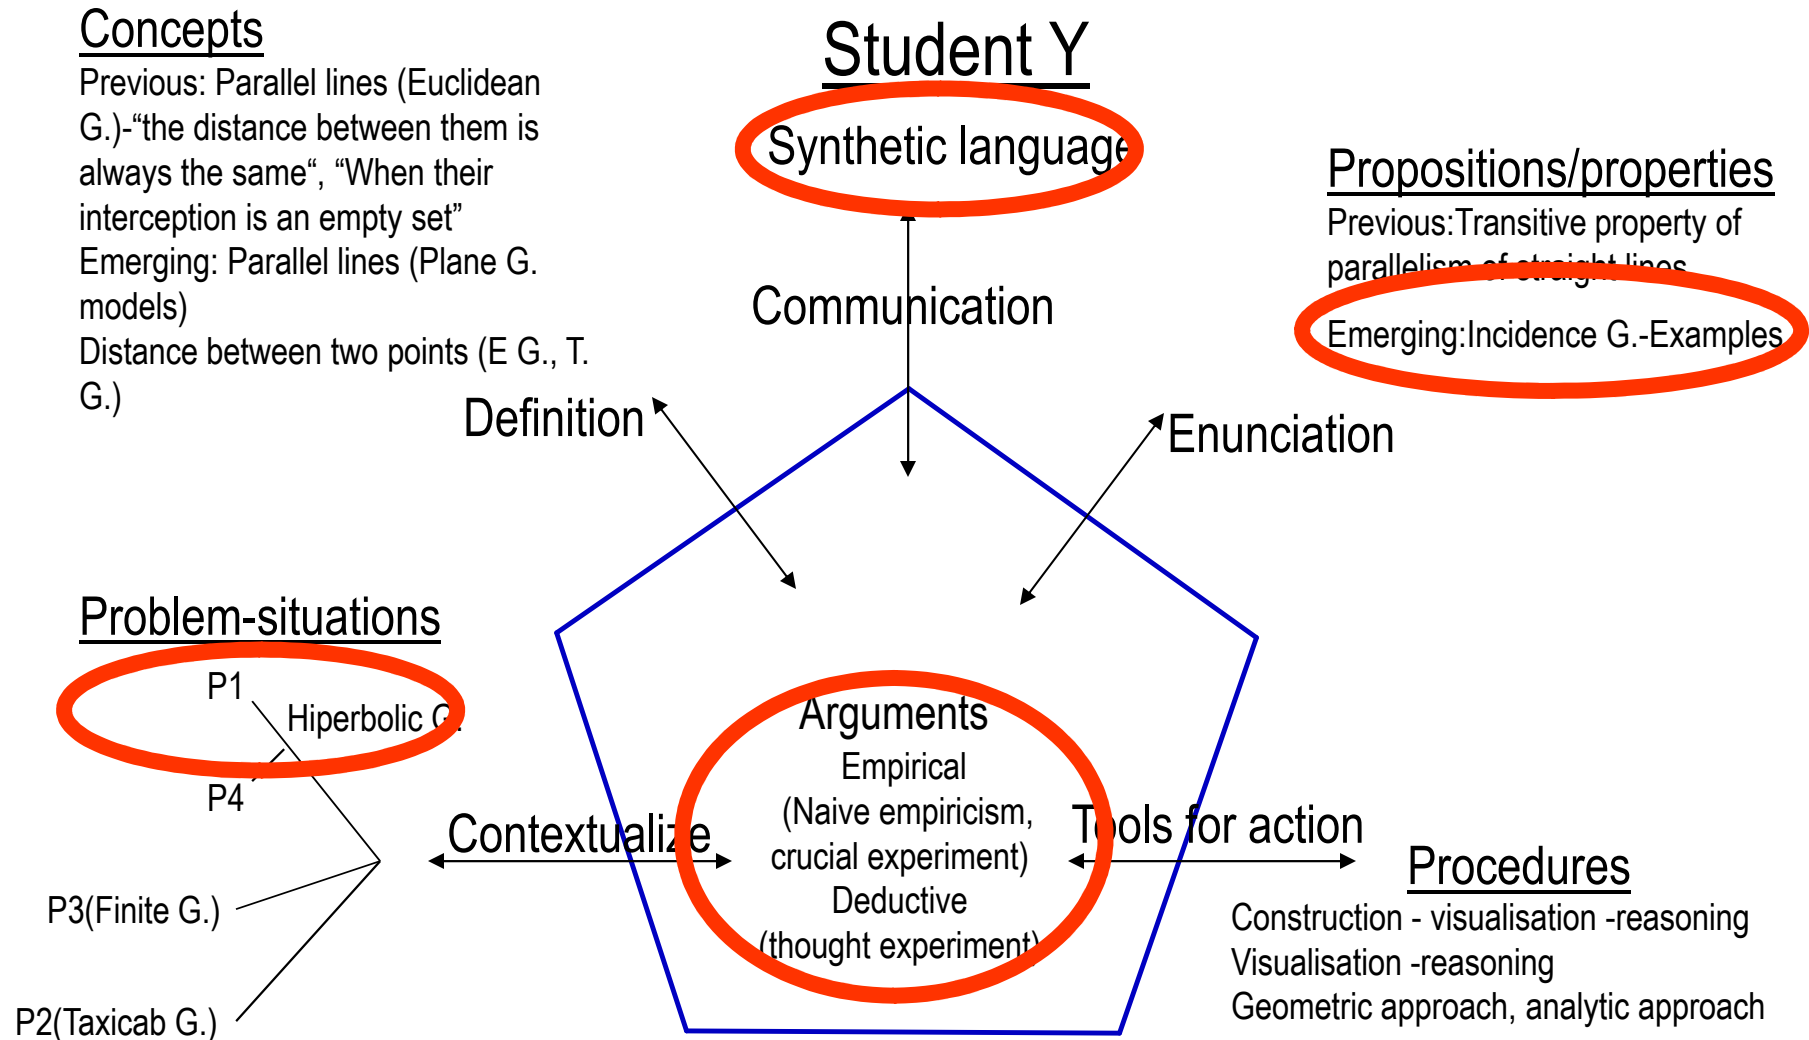 Concepts
Previous: Parallel lines (Euclidean
G.)-“the distance between them is
always the same“, “When their
interception is an empty set”
Emerging: Parallel lines (Plane G.
models)
Distance between two points (E G., T.
G.)
Student Y
Synthetic language
Propositions/properties
Previous:Transitive property of
parallelism of straight lines
Emerging:Incidence G.-Examples
Communication
Definition
Enunciation
Problem-situations
P1
Hiperbolic G.
P4
P3(Finite G.)
P2(Taxicab G.)
Contextualize
Arguments
Empirical
(Naive empiricism,
crucial experiment)
Deductive
(thought experiment)
Tools for action
Procedures
Construction - visualisation -reasoning
Visualisation -reasoning
Geometric approach, analytic approach